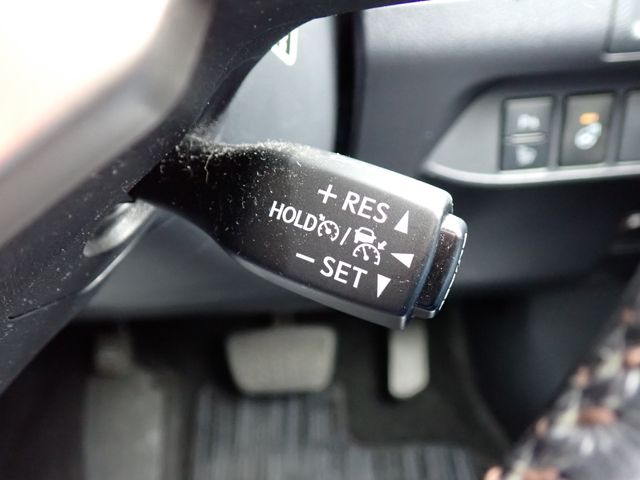 + RES
HOLD /
– SET